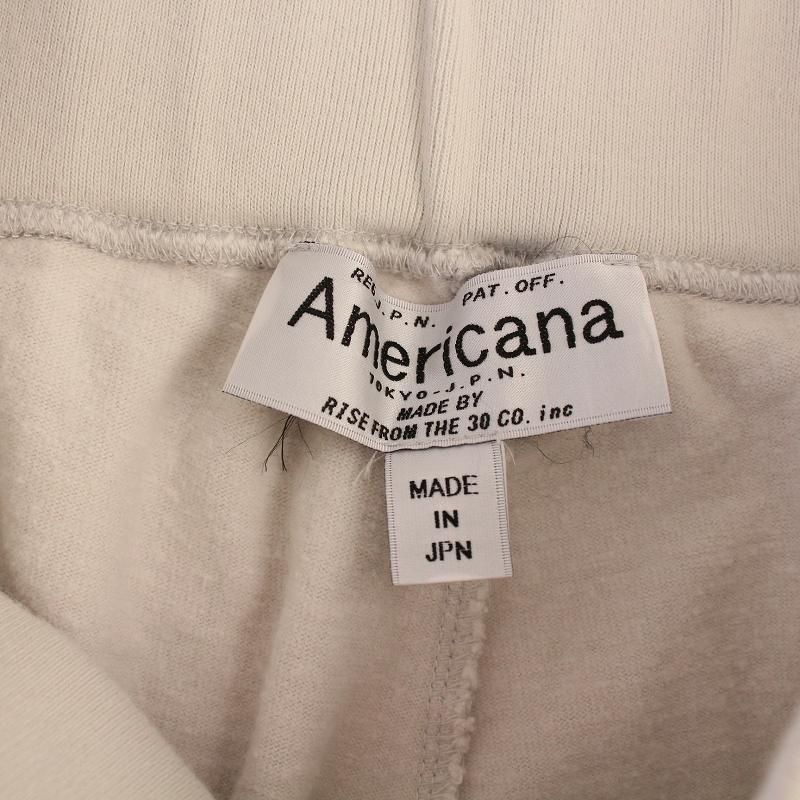 REG.J.P.N. PAT.OFF.
Americana
TOKYO-J.P.N.
MADE BY
RISE FROM THE 30 CO. inc
MADE
IN
JPN